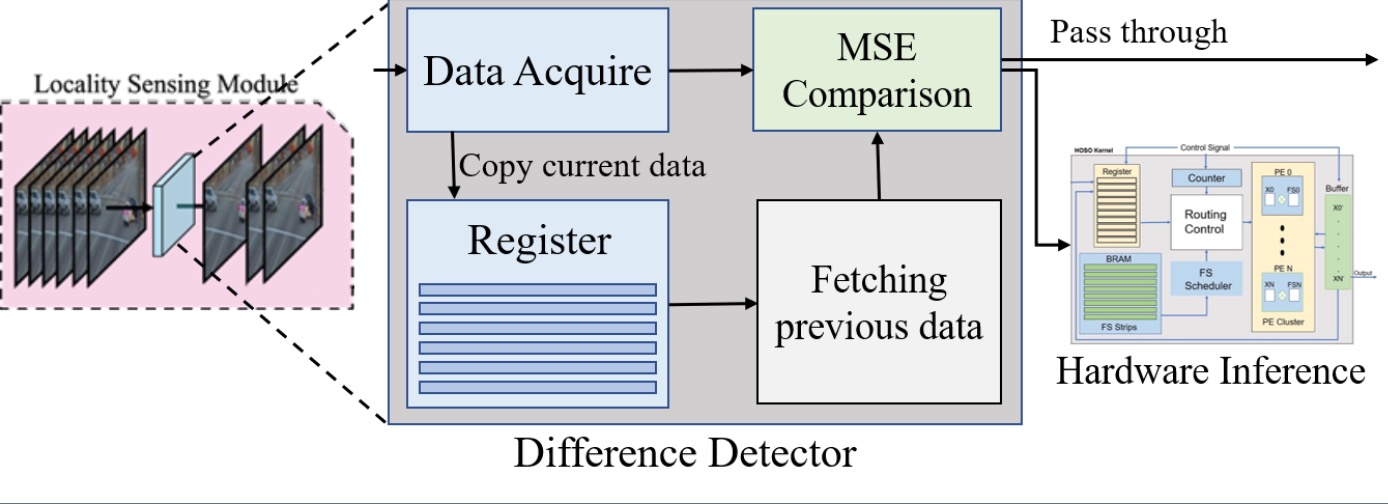 Locality Sensing Module
Data Acquire
MSE
Comparison
Pass through
Copy current data
Register
Fetching
previous data
Difference Detector
HDSO Kernel
Control Signal
Register
Counter
Routing
Control
BRAM
FS
Scheduler
FS Strips
PE 0
X0
FS0
PE N
XN
FSN
PE Cluster
Buffer
X0'
XN'
Output
Hardware Inference